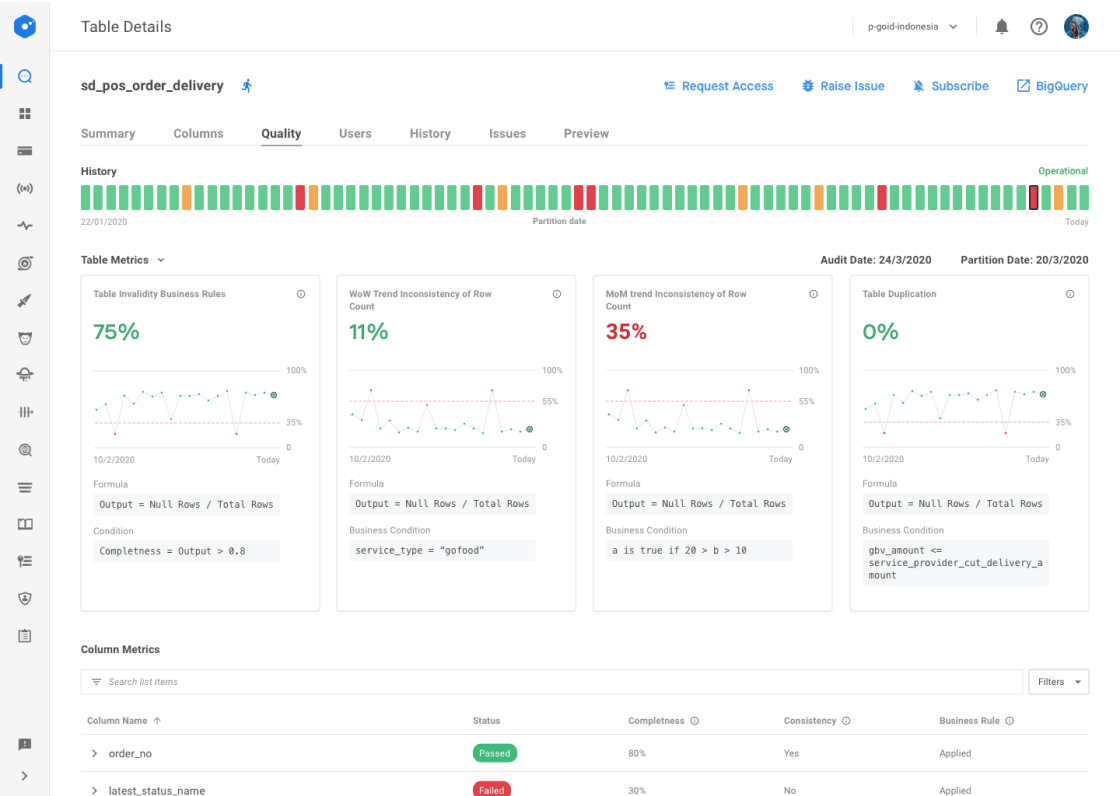 Table Details
p-goid-indonesia
sd_pos_order_delivery
Request Access
Raise Issue
Subscribe
BigQuery
Summary
Columns
Quality
Users
History
Issues
Preview
History
Operational
22/01/2020
Partition date
Today
Table Metrics
Audit Date: 24/3/2020
Partition Date: 20/3/2020
Table Invalidity Business Rules
75%
100%
35%
0
10/2/2020
Today
Formula
Output = Null Rows / Total Rows
Condition
Completness = Output > 0.8
WoW Trend Inconsistency of Row
Count
11%
100%
55%
0
10/2/2020
Today
Formula
Output = Null Rows / Total Rows
Business Condition
service_type = “gofood”
MoM trend Inconsistency of Row
Count
35%
100%
55%
0
10/2/2020
Today
Formula
Output = Null Rows / Total Rows
Business Condition
a is true if 20 > b > 10
Table Duplication
0%
100%
35%
0
10/2/2020
Today
Formula
Output = Null Rows / Total Rows
Business Condition
gbv_amount <=
service_provider_cut_delivery_a
mount
Column Metrics
Search list items
Filters
Column Name
Status
Completness
Consistency
Business Rule
order_no
Passed
80%
Yes
Applied
latest_status_name
Failed
30%
No
Applied